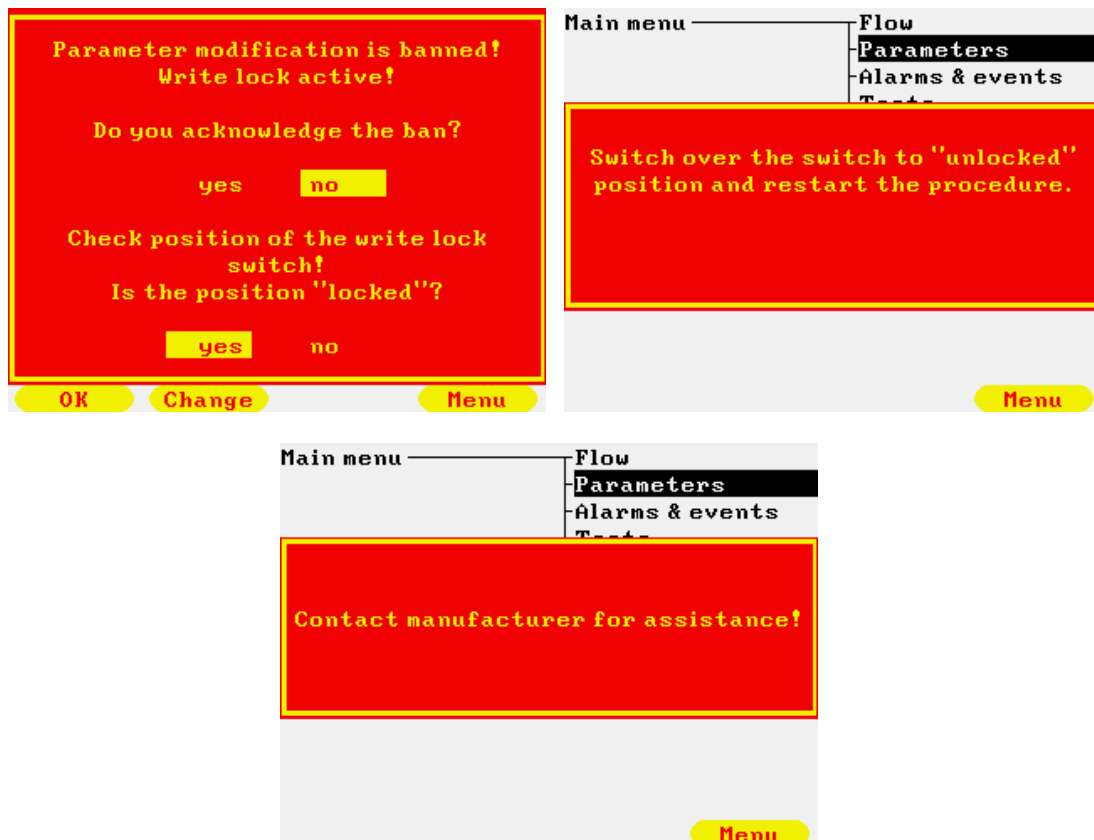 Parameter modification is banned!
Write lock active!
Do you acknowledge the ban?
yes no
Check position of the write lock
switch!
Is the position "locked"?
yes no
OK Change Menu
Main menu Flow
Parameters
Alarms & events
Switch over the switch to "unlocked"
position and restart the procedure.
Menu
Main menu Flow
Parameters
Alarms & events
Contact manufacturer for assistance!
Menu